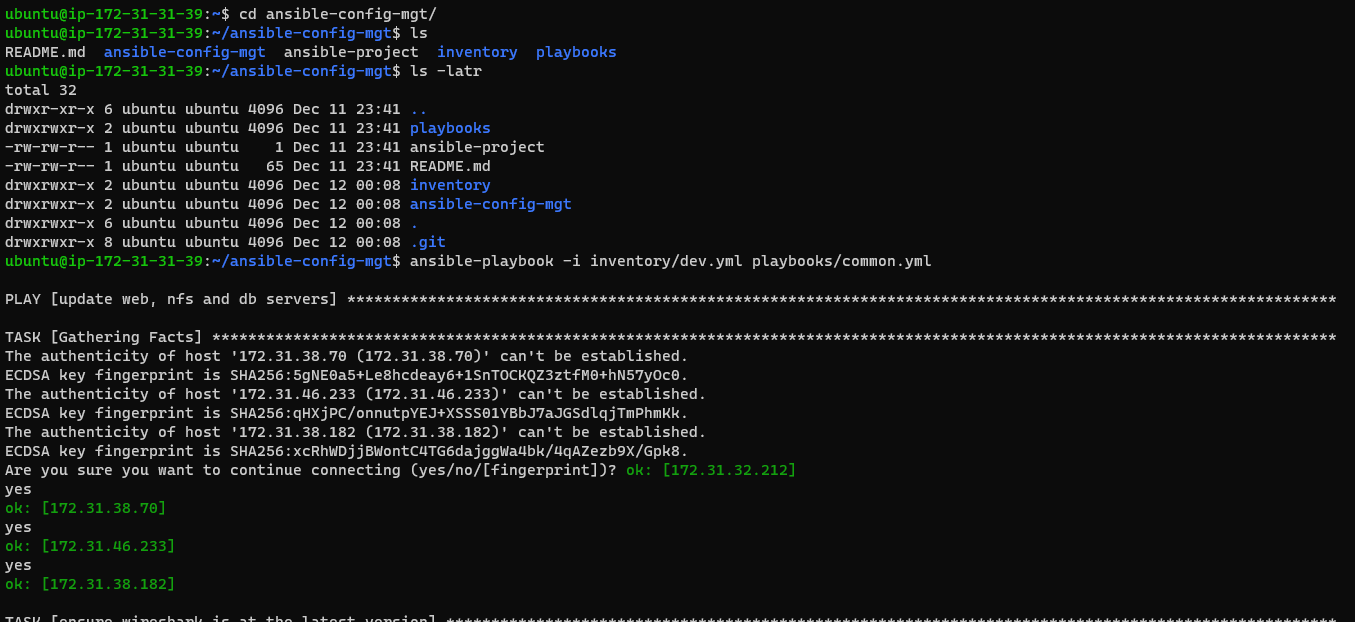 ubuntu@ip-172-31-31-39:~$ cd ansible-config-mgt/
ubuntu@ip-172-31-31-39:~/ansible-config-mgt$ ls
README.md  ansible-config-mgt  ansible-project  inventory  playbooks
ubuntu@ip-172-31-31-39:~/ansible-config-mgt$ ls -latr
total 32
drwxr-xr-x 6 ubuntu ubuntu 4096 Dec 11 23:41 ..
drwxrwxr-x 2 ubuntu ubuntu 4096 Dec 11 23:41 playbooks
-rw-rw-r-- 1 ubuntu ubuntu    1 Dec 11 23:41 ansible-project
-rw-rw-r-- 1 ubuntu ubuntu   65 Dec 11 23:41 README.md
drwxrwxr-x 2 ubuntu ubuntu 4096 Dec 12 00:08 inventory
drwxrwxr-x 2 ubuntu ubuntu 4096 Dec 12 00:08 ansible-config-mgt
drwxrwxr-x 6 ubuntu ubuntu 4096 Dec 12 00:08 .
drwxrwxr-x 8 ubuntu ubuntu 4096 Dec 12 00:08 .git
ubuntu@ip-172-31-31-39:~/ansible-config-mgt$ ansible-playbook -i inventory/dev.yml playbooks/common.yml
PLAY [update web, nfs and db servers] **************************************************************************************************************
TASK [Gathering Facts] *****************************************************************************************************************************
The authenticity of host '172.31.38.70 (172.31.38.70)' can't be established.
ECDSA key fingerprint is SHA256:5gNE0a5+Le8hcdeay6+1SnTOCKQZ3ztfM0+hN57yOc0.
The authenticity of host '172.31.46.233 (172.31.46.233)' can't be established.
ECDSA key fingerprint is SHA256:qHXjPC/onnutpYEJ+XSSS01YBbJ7aJGSdlqjTmPhmKk.
The authenticity of host '172.31.38.182 (172.31.38.182)' can't be established.
ECDSA key fingerprint is SHA256:xcRhWDjjBWontC4TG6dajggWa4bk/4qAZezb9X/Gpk8.
Are you sure you want to continue connecting (yes/no/[fingerprint])? ok: [172.31.32.212]
yes
ok: [172.31.38.70]
yes
ok: [172.31.46.233]
yes
ok: [172.31.38.182]
TASK [ensure wireshark is at the latest version] ***************************************************************************************************